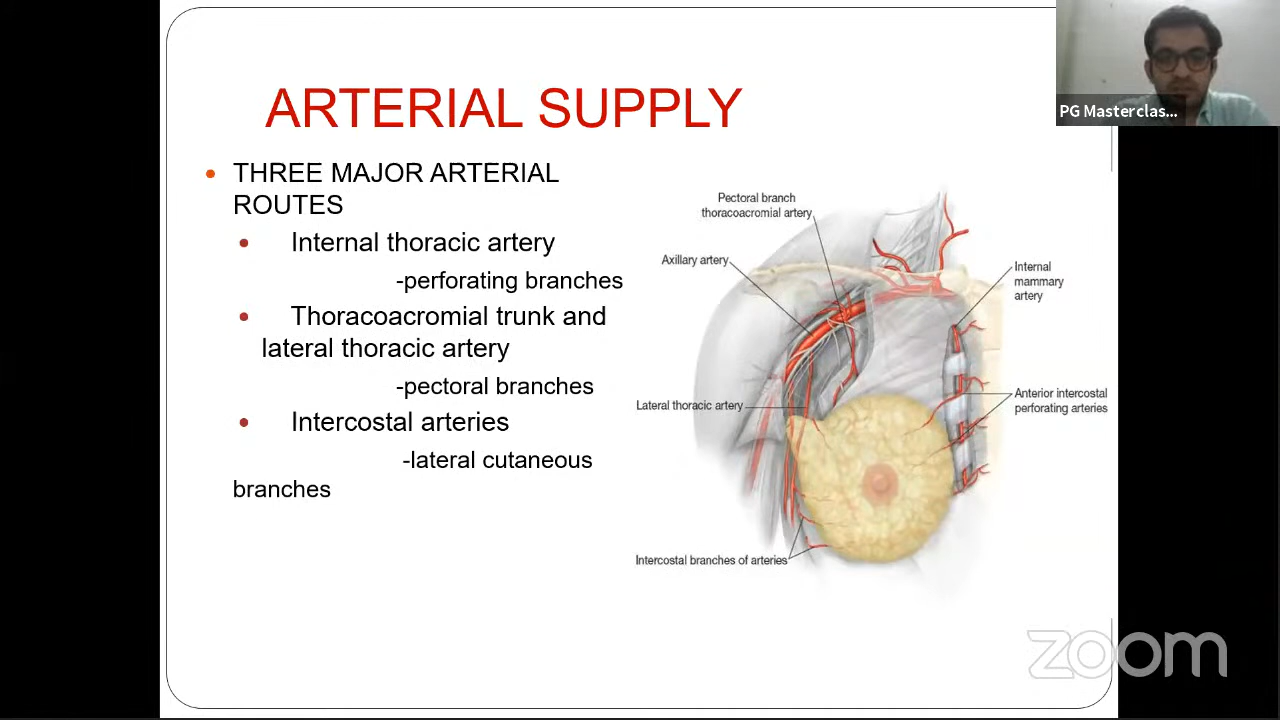 ARTERIAL SUPPLY
PG Masterclas...
• THREE MAJOR ARTERIAL
ROUTES
• Internal thoracic artery
-perforating branches
• Thoracoacromial trunk and
lateral thoracic artery
-pectoral branches
• Intercostal arteries
-lateral cutaneous
branches
Pectoral branch
thoracoacromial artery
Axillary artery
Internal
mammary
artery
Lateral thoracic artery
Anterior intercostal
perforating arteries
Intercostal branches of arteries
zoom